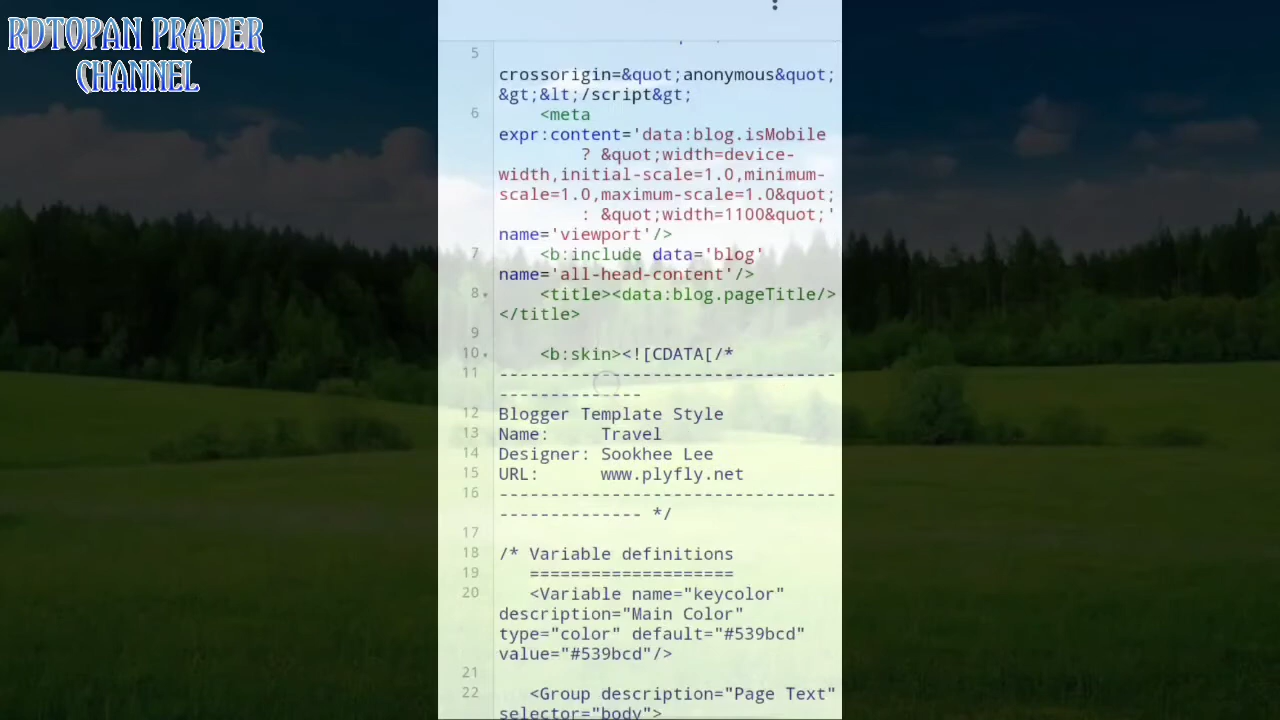 RDTOPAN PRADER
CHANNEL
5
crossorigin=&quot;anonymous&quot;
&gt;&lt;/script&gt;
6 <meta
expr:content='data:blog.isMobile
? &quot;width=device-
width,initial-scale=1.0,minimum-
scale=1.0,maximum-scale=1.0&quot;
: &quot;width=1100&quot;'
name='viewport'/>
7 <b:include data='blog'
name='all-head-content'/>
8 <title><data:blog.pageTitle/>
</title>
9
10 <b:skin><![CDATA[/*
11 ---------------------------------
--------------
12 Blogger Template Style
13 Name: Travel
14 Designer: Sookhee Lee
15 URL: www.plyfly.net
16 ---------------------------------
-------------- */
17
18 /* Variable definitions
19 ====================
20 <Variable name="keycolor"
description="Main Color"
type="color" default="#539bcd"
value="#539bcd"/>
21
22 <Group description="Page Text"
selector="body">